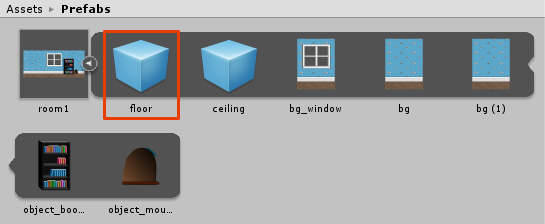 Assets ▸ Prefabs
room1 floor ceiling bg_window bg bg (1)
object_boo... object_mou...